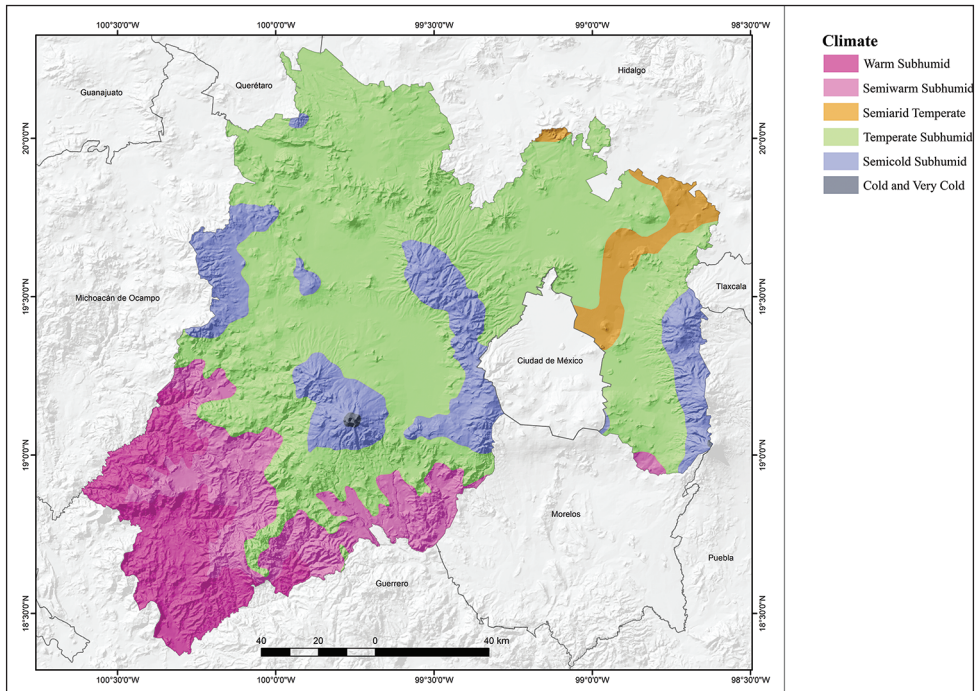 100°30'0"W
100°0'0"W
99°30'0"W
99°0'0"W
98°30'0"W
Climate
Warm Subhumid
Semiwarm Subhumid
Semiarid Temperate
Temperate Subhumid
Semicold Subhumid
Cold and Very Cold
Hidalgo
Querétaro
Guanajuato
20°0'0"N
20°0'0"N
Tlaxcala
Michoacán de Ocampo
19°30'0"N
19°30'0"N
Ciudad de México
19°0'0"N
19°0'0"N
Morelos
Puebla
Guerrero
18°30'0"N
18°30'0"N
40 20 0 40 km
100°30'0"W
100°0'0"W
99°30'0"W
99°0'0"W
98°30'0"W